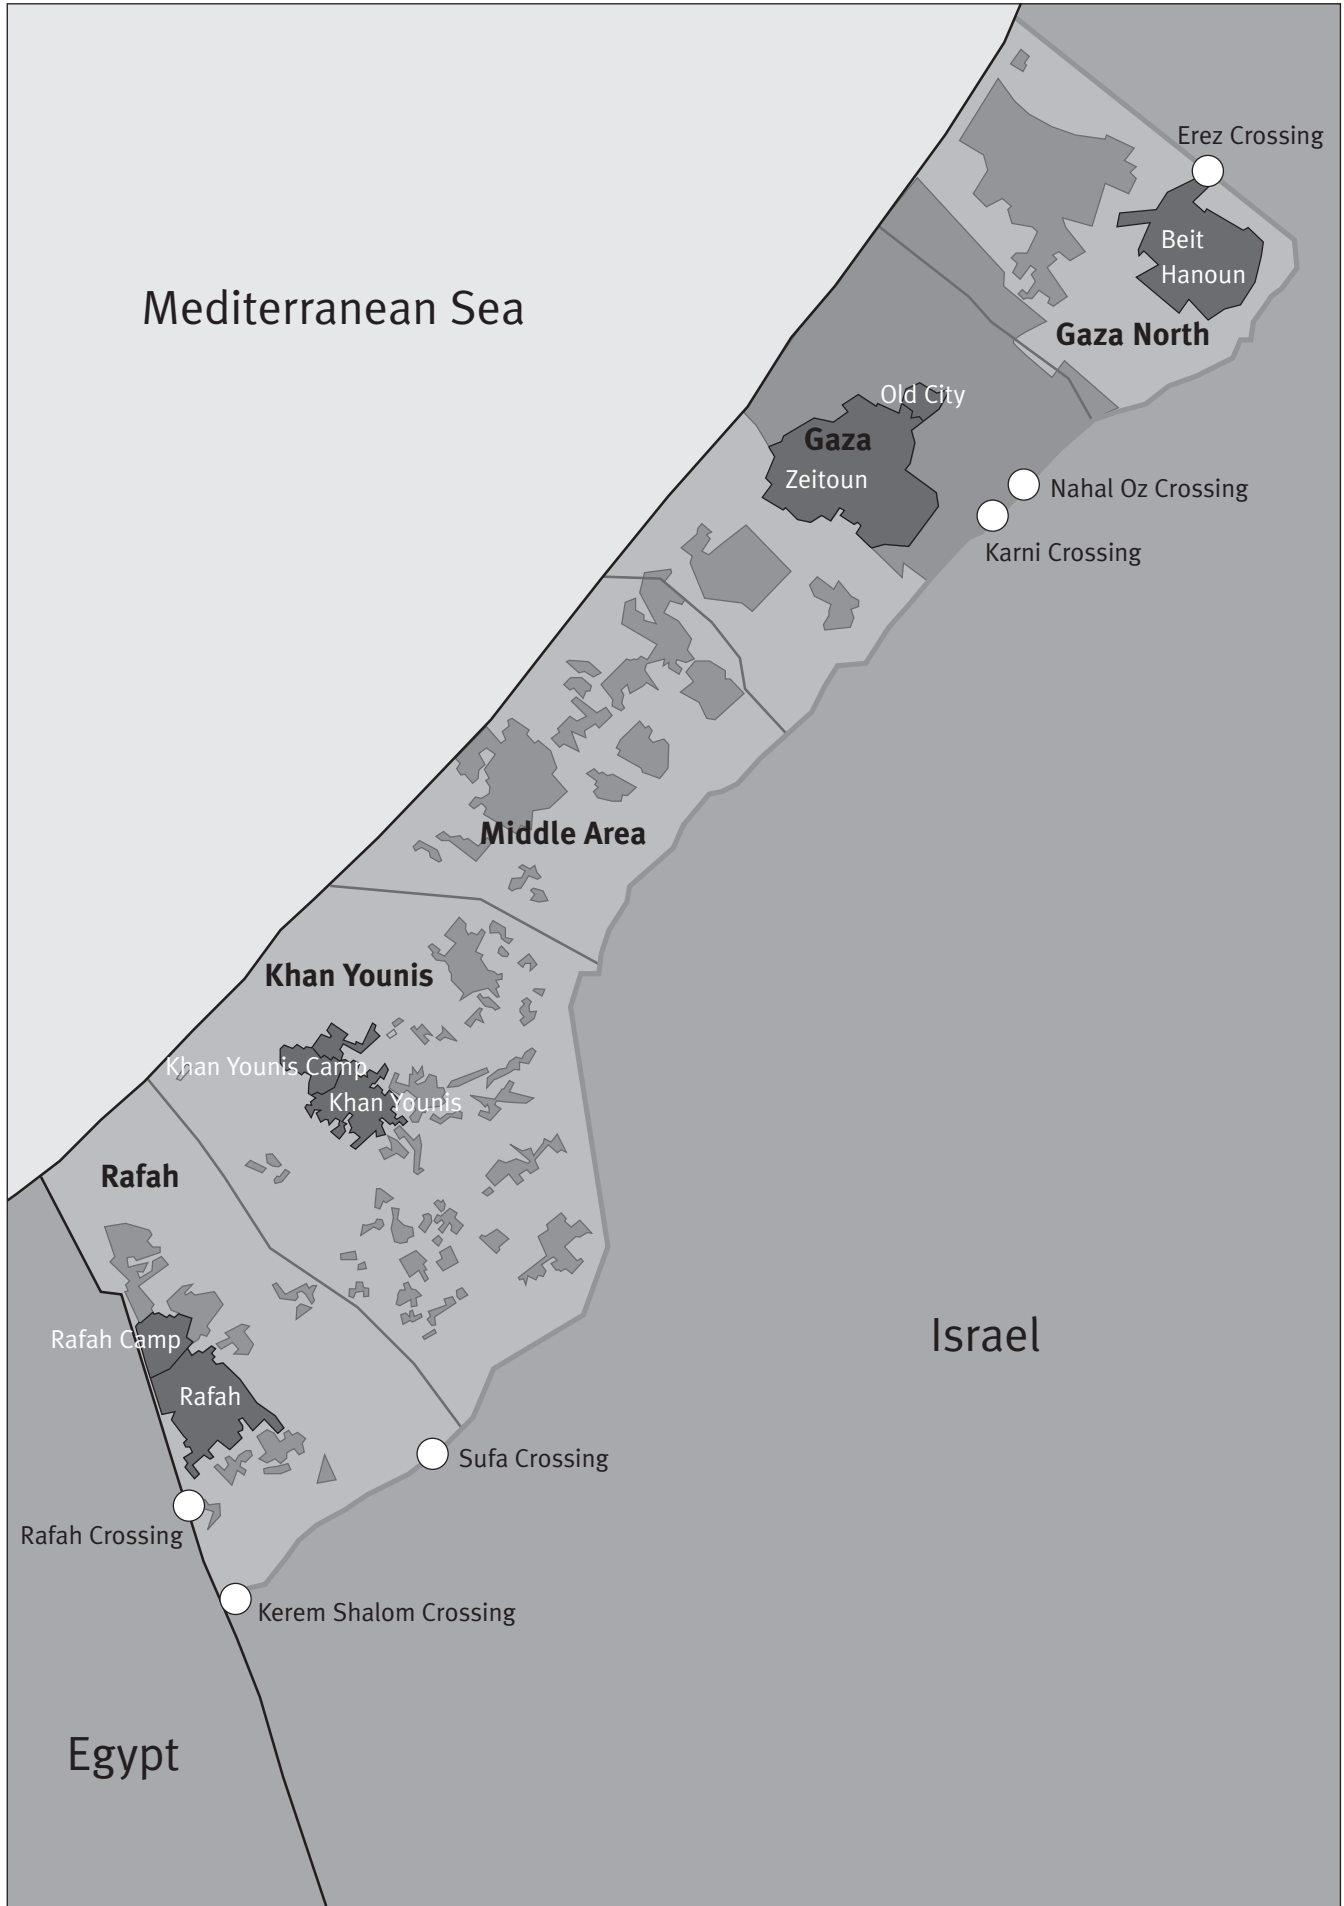 Erez Crossing
Beit
Hanoun
Mediterranean Sea
Gaza North
Old City
Gaza
Zeitoun
Nahal Oz Crossing
Karni Crossing
Middle Area
Khan Younis
Khan Younis Camp
Khan Younis
Rafah
Rafah Camp
Israel
Rafah
Sufa Crossing
Rafah Crossing
Kerem Shalom Crossing
Egypt